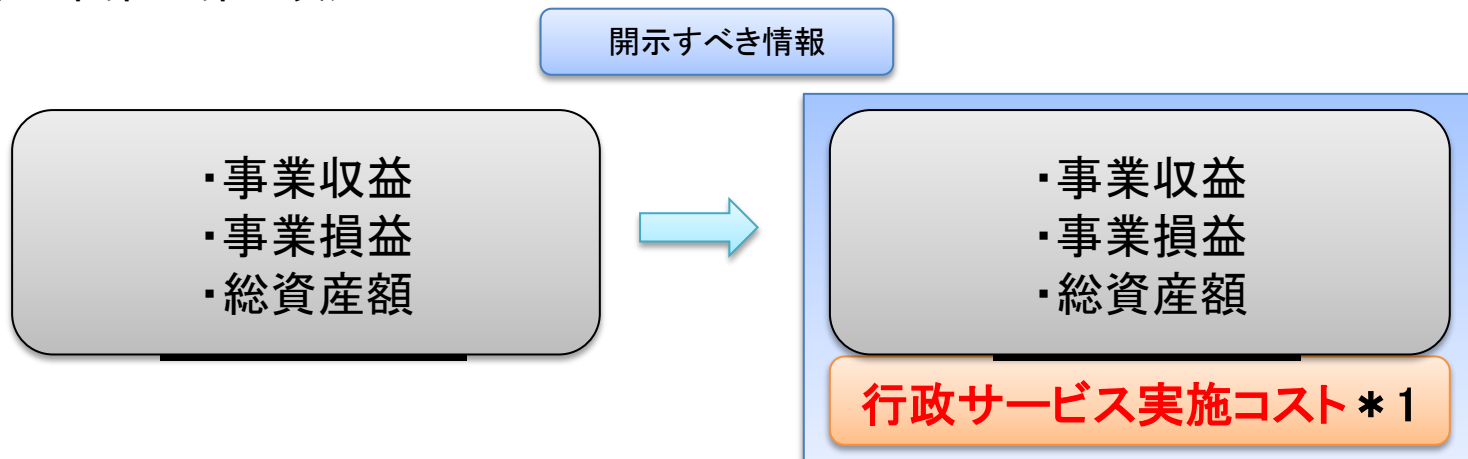 開示すべき情報
・事業収益
・事業損益
・総資産額
・事業収益
・事業損益
・総資産額
行政サービス実施コスト＊1